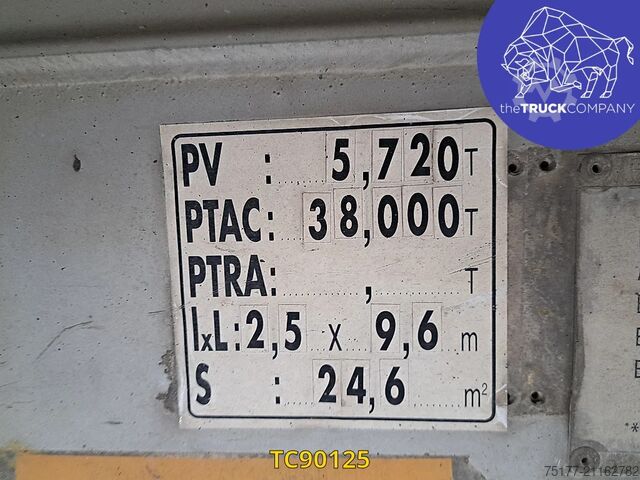 theTRUCKCOMPANY
PV : 5,720 T
PTAC: 38,000 T
PTRA: , T
lxL: 2,5 x 9,6 m
S : 24,6 m²
TC90125
75177-21162782